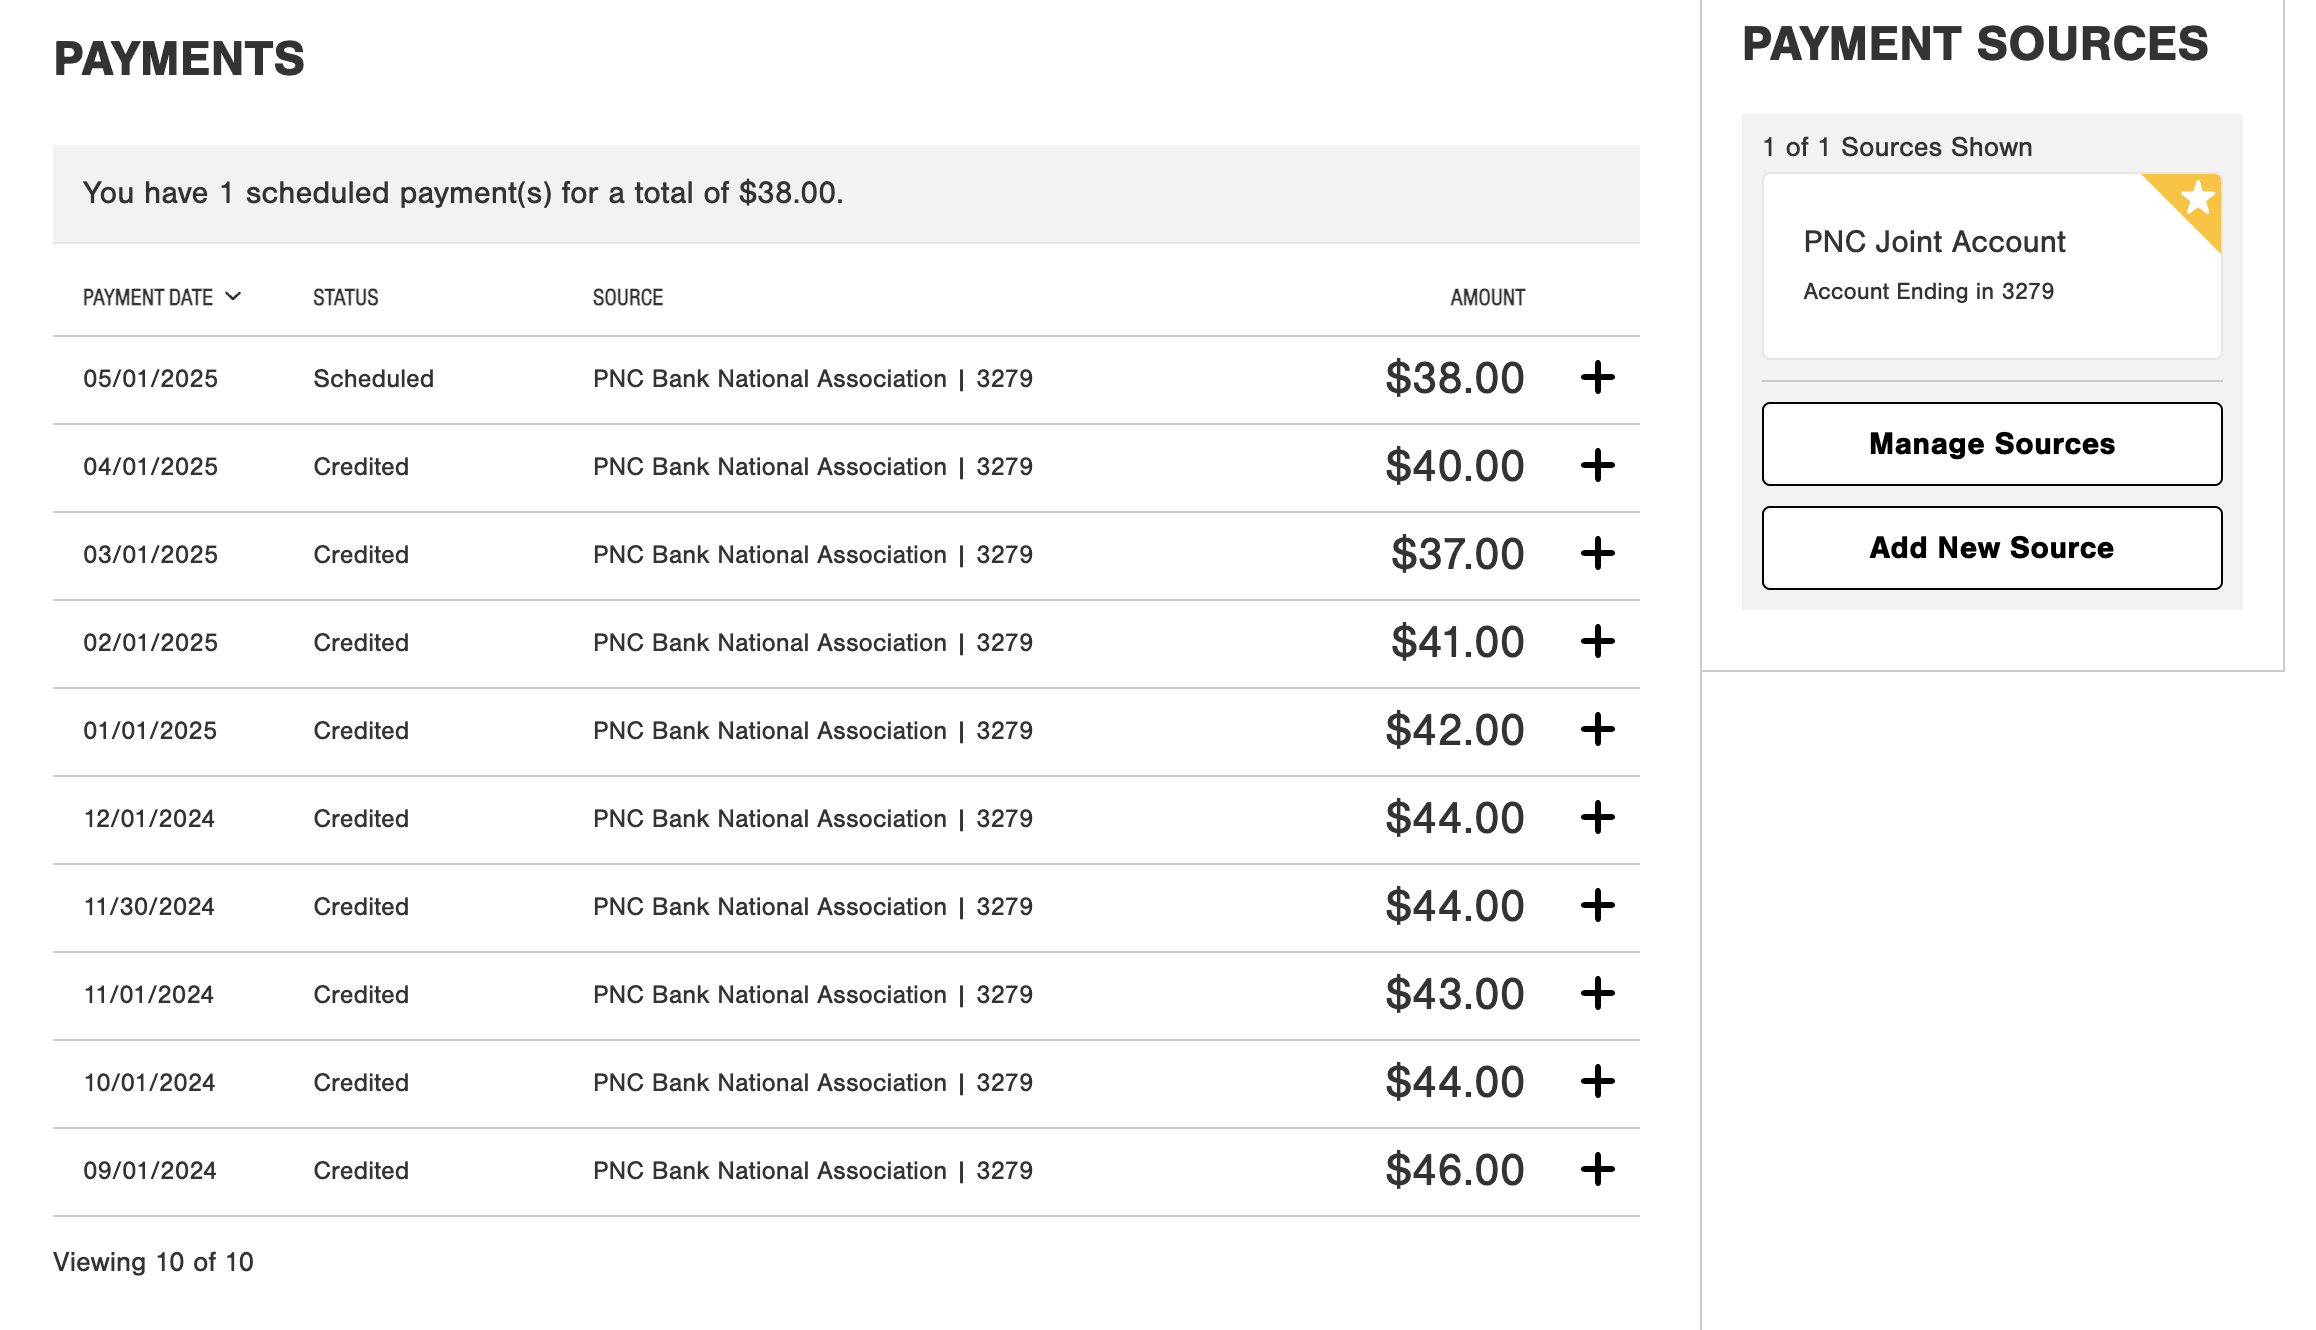 PAYMENTS
You have 1 scheduled payment(s) for a total of $38.00.
PAYMENT DATE STATUS SOURCE AMOUNT
05/01/2025 Scheduled PNC Bank National Association | 3279 $38.00 +
04/01/2025 Credited PNC Bank National Association | 3279 $40.00 +
03/01/2025 Credited PNC Bank National Association | 3279 $37.00 +
02/01/2025 Credited PNC Bank National Association | 3279 $41.00 +
01/01/2025 Credited PNC Bank National Association | 3279 $42.00 +
12/01/2024 Credited PNC Bank National Association | 3279 $44.00 +
11/30/2024 Credited PNC Bank National Association | 3279 $44.00 +
11/01/2024 Credited PNC Bank National Association | 3279 $43.00 +
10/01/2024 Credited PNC Bank National Association | 3279 $44.00 +
09/01/2024 Credited PNC Bank National Association | 3279 $46.00 +
Viewing 10 of 10
PAYMENT SOURCES
1 of 1 Sources Shown
PNC Joint Account
Account Ending in 3279
Manage Sources
Add New Source